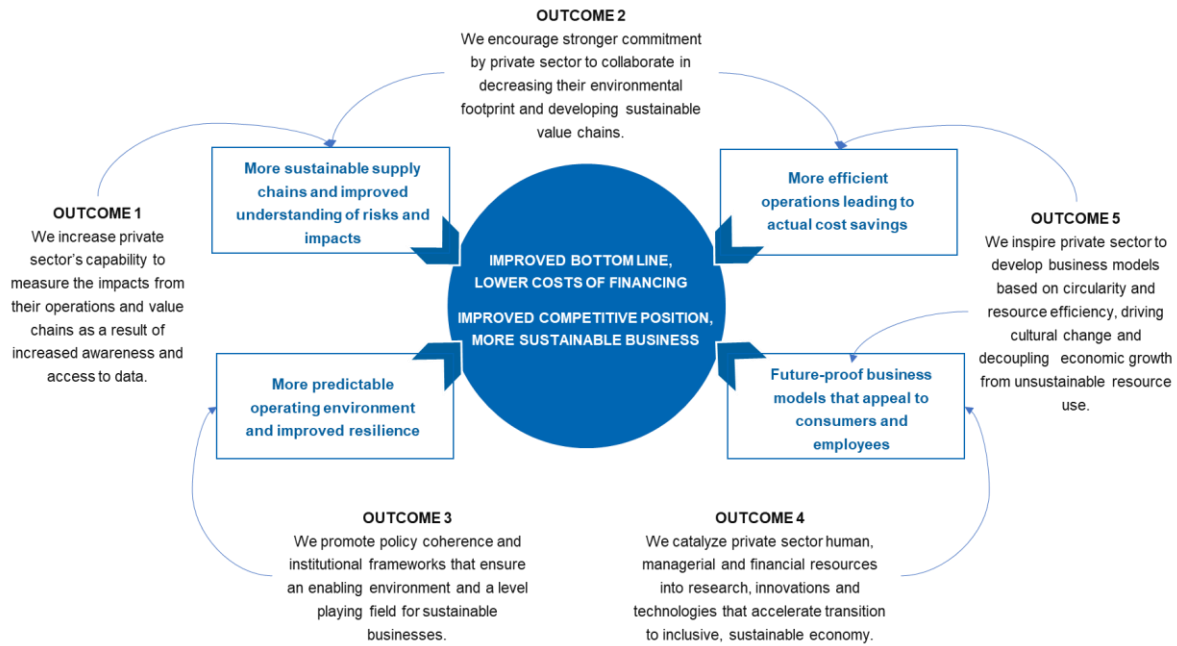 OUTCOME 2
We encourage stronger commitment
by private sector to collaborate in
decreasing their environmental
footprint and developing sustainable
value chains.
More sustainable supply
chains and improved
understanding of risks and
impacts
More efficient
operations leading to
actual cost savings
OUTCOME 1
We increase private
sector's capability to
measure the impacts from
their operations and value
chains as a result of
increased awareness and
access to data.
IMPROVED BOTTOM LINE,
LOWER COSTS OF FINANCING
IMPROVED COMPETITIVE POSITION,
MORE SUSTAINABLE BUSINESS
OUTCOME 5
We inspire private sector to
develop business models
based on circularity and
resource efficiency, driving
cultural change and
decoupling economic growth
from unsustainable resource
use.
More predictable
operating environment
and improved resilience
Future-proof business
models that appeal to
consumers and
employees
OUTCOME 3
We promote policy coherence and
institutional frameworks that ensure
an enabling environment and a level
playing field for sustainable
businesses.
OUTCOME 4
We catalyze private sector human,
managerial and financial resources
into research, innovations and
technologies that accelerate transition
to inclusive, sustainable economy.